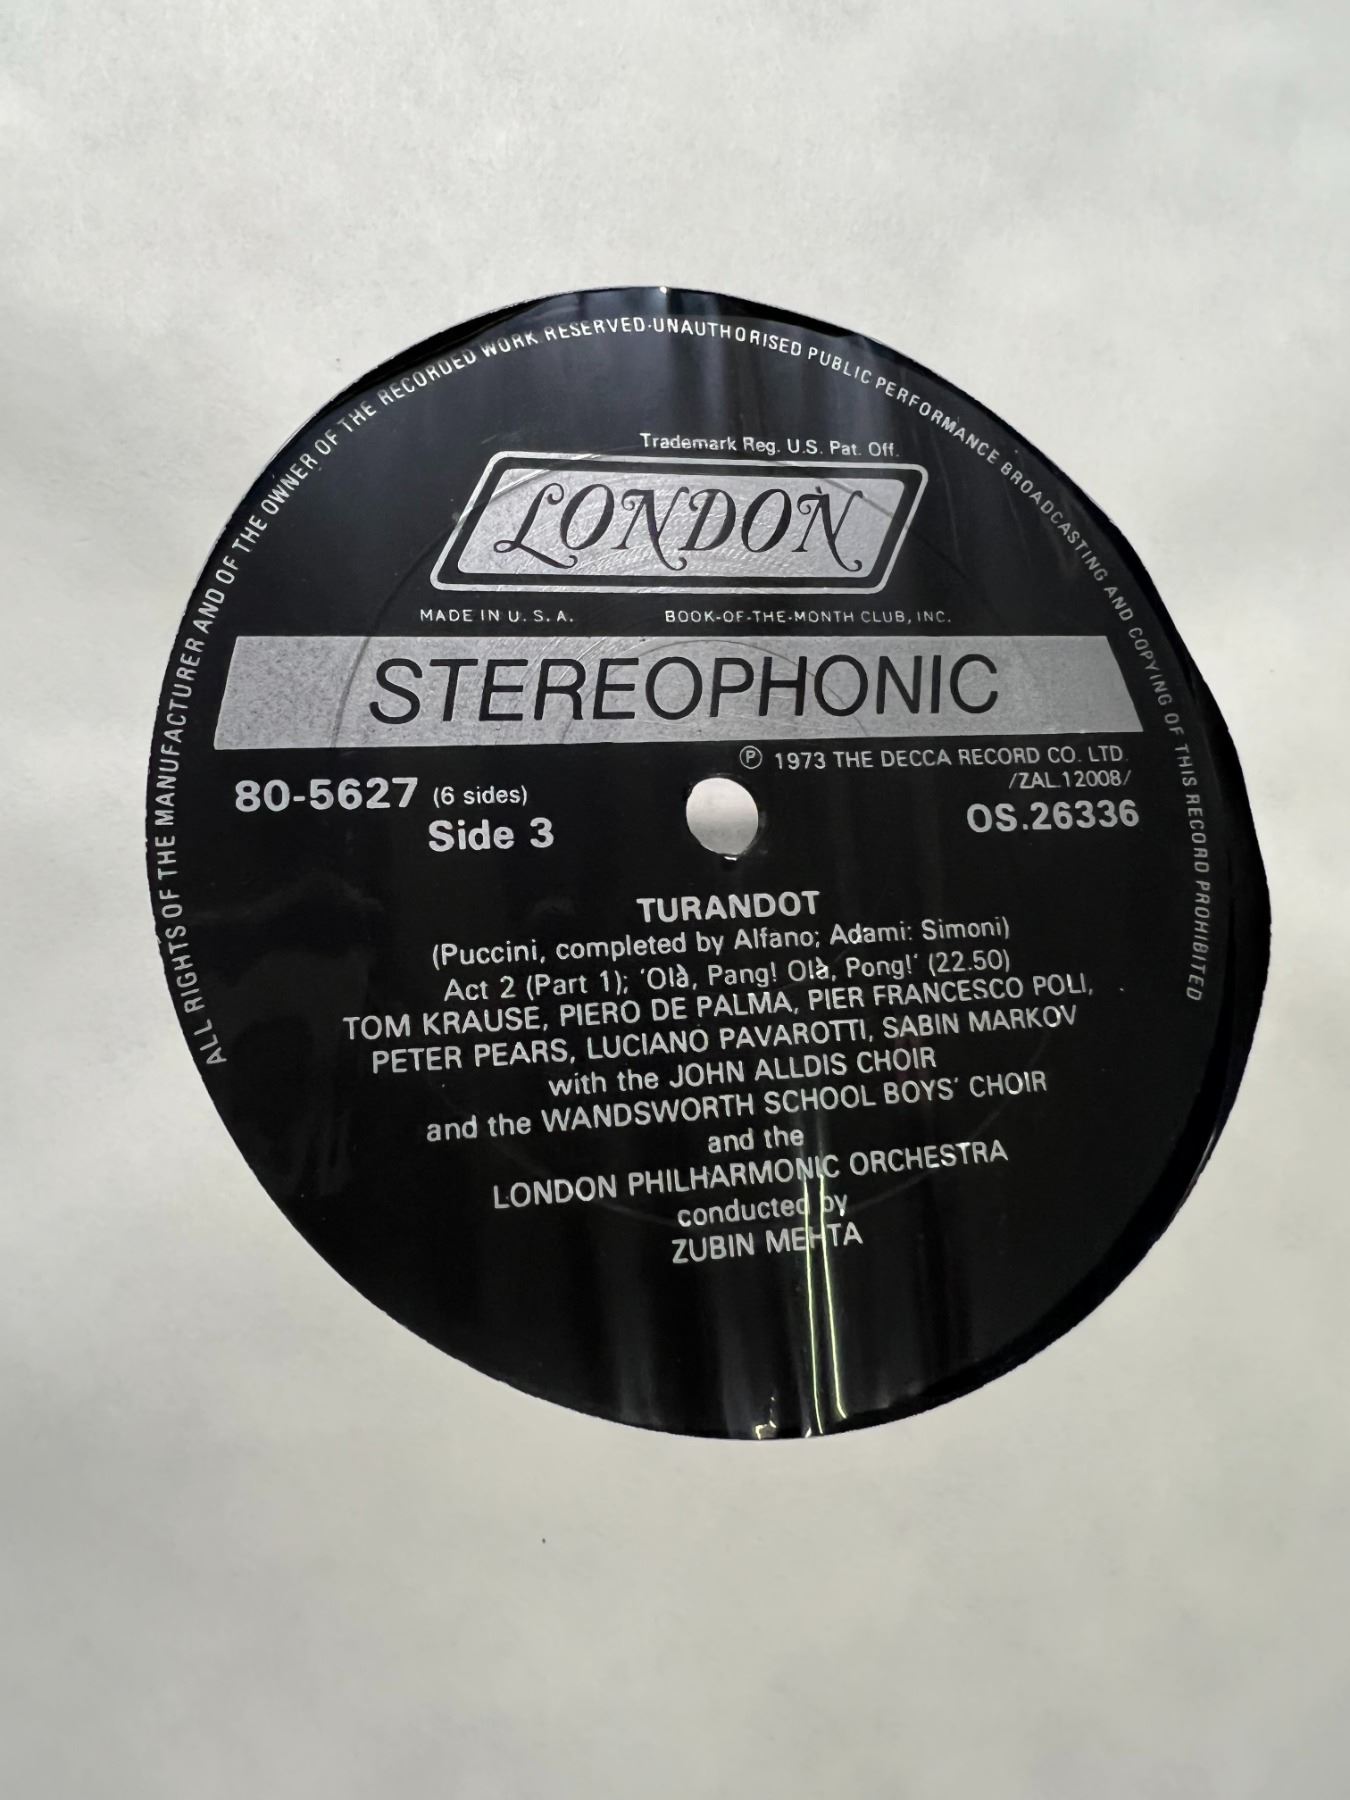 ALL RIGHTS OF THE MANUFACTURER AND OF THE OWNER OF THE RECORDED WORK RESERVED·UNAUTHORISED PUBLIC PERFORMANCE BROADCASTING AND COPYING OF THIS RECORD PROHIBITED
Trademark Reg. U.S. Pat. Off.
LONDON
MADE IN U. S. A. BOOK-OF-THE-MONTH CLUB, INC.
STEREOPHONIC
℗ 1973 THE DECCA RECORD CO. LTD.
/ZAL.12008/
80-5627 (6 sides)
OS.26336
Side 3
TURANDOT
(Puccini, completed by Alfano; Adami: Simoni)
Act 2 (Part 1); 'Olà, Pang! Olà, Pong!' (22.50)
TOM KRAUSE, PIERO DE PALMA, PIER FRANCESCO POLI,
PETER PEARS, LUCIANO PAVAROTTI, SABIN MARKOV
with the JOHN ALLDIS CHOIR
and the WANDSWORTH SCHOOL BOYS' CHOIR
and the
LONDON PHILHARMONIC ORCHESTRA
conducted by
ZUBIN MEHTA